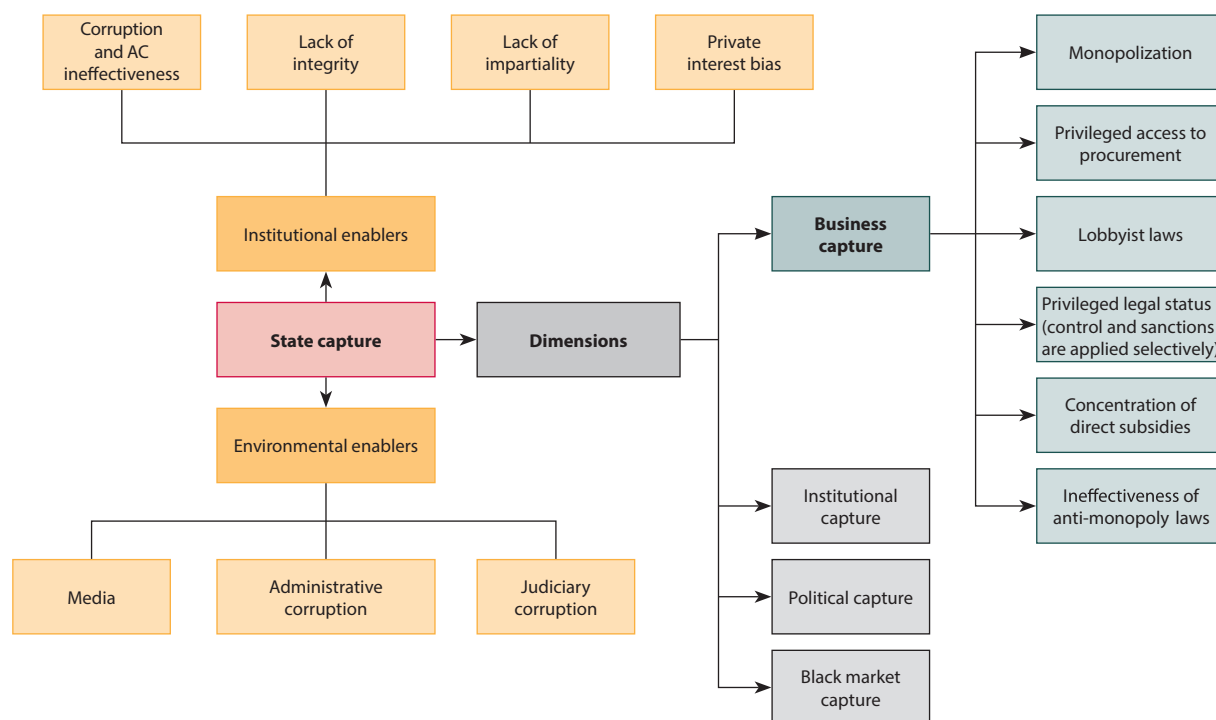 Corruption
and AC
ineffectiveness
Lack of
integrity
Lack of
impartiality
Private
interest bias
Monopolization
Privileged access to
procurement
Institutional enablers
Business
capture
Lobbyist laws
State capture
Dimensions
Privileged legal status
(control and sanctions
are applied selectively)
Environmental enablers
Concentration of
direct subsidies
Institutional
capture
Ineffectiveness of
anti-monopoly laws
Media
Administrative
corruption
Judiciary
corruption
Political capture
Black market
capture